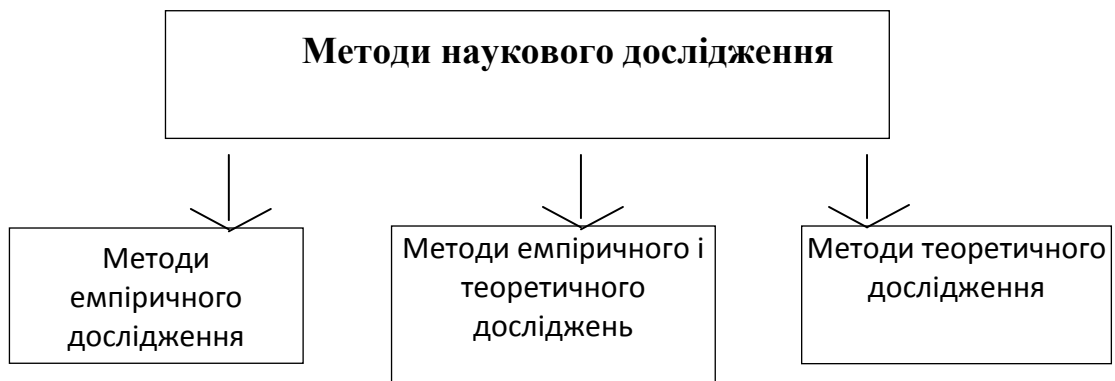 Методи наукового дослідження
Методи
емпіричного
дослідження
Методи емпіричного і
теоретичного
досліджень
Методи теоретичного
дослідження